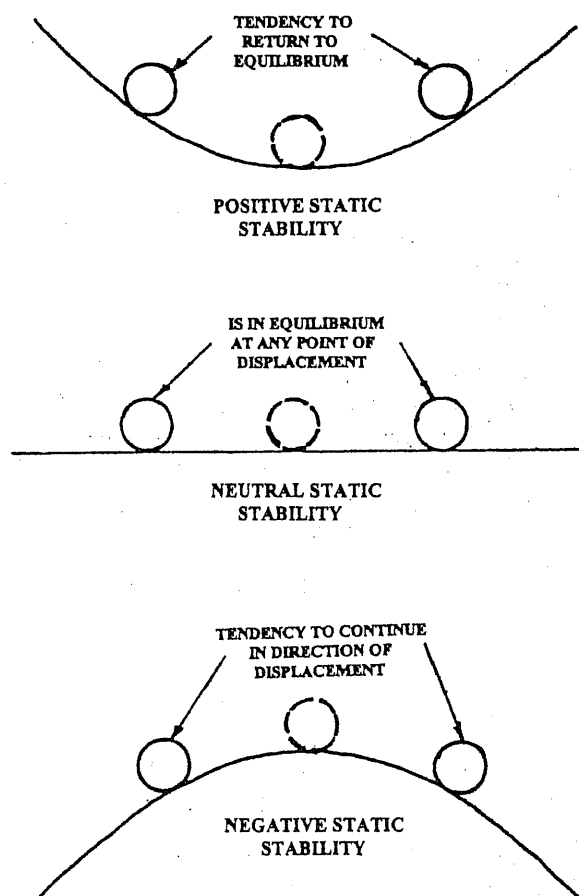 TENDENCY TO
RETURN TO
EQUILIBRIUM
POSITIVE STATIC
STABILITY
IS IN EQUILIBRIUM
AT ANY POINT OF
DISPLACEMENT
NEUTRAL STATIC
STABILITY
TENDENCY TO CONTINUE
IN DIRECTION OF
DISPLACEMENT
NEGATIVE STATIC
STABILITY